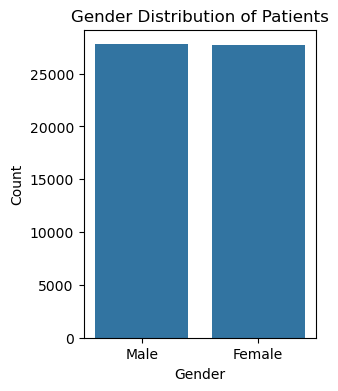 Gender Distribution of Patients
25000
20000
15000
10000
5000
0
Count
Male Female
Gender